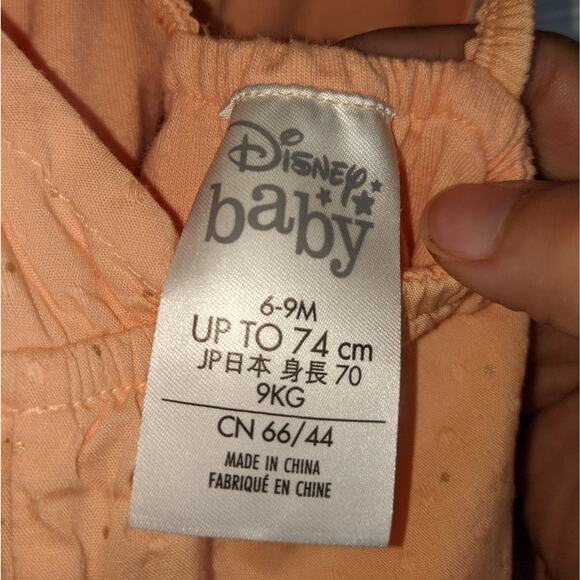 Disney
baby
6-9M
UP TO 74 cm
JP日本 身長 70
9KG
CN 66/44
MADE IN CHINA
FABRIQUÉ EN CHINE